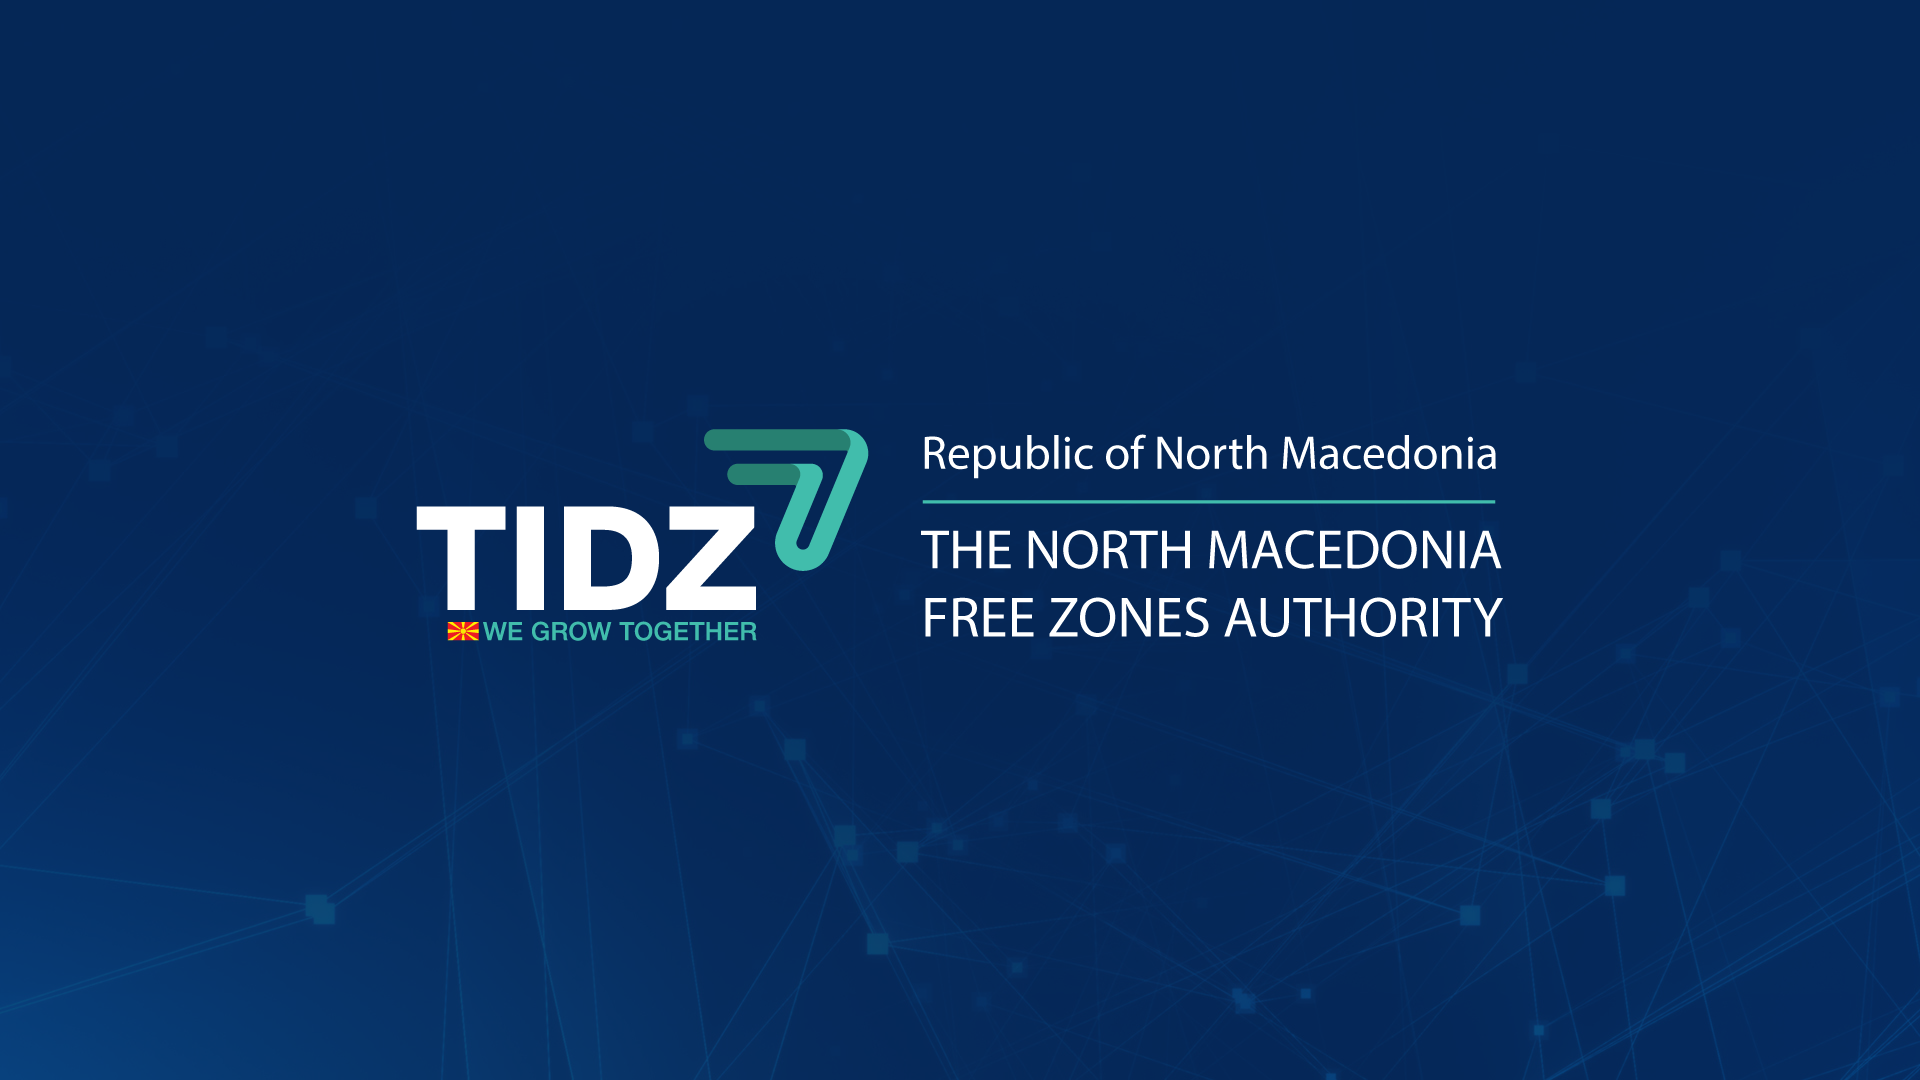 TIDZ
WE GROW TOGETHER
Republic of North Macedonia
THE NORTH MACEDONIA
FREE ZONES AUTHORITY